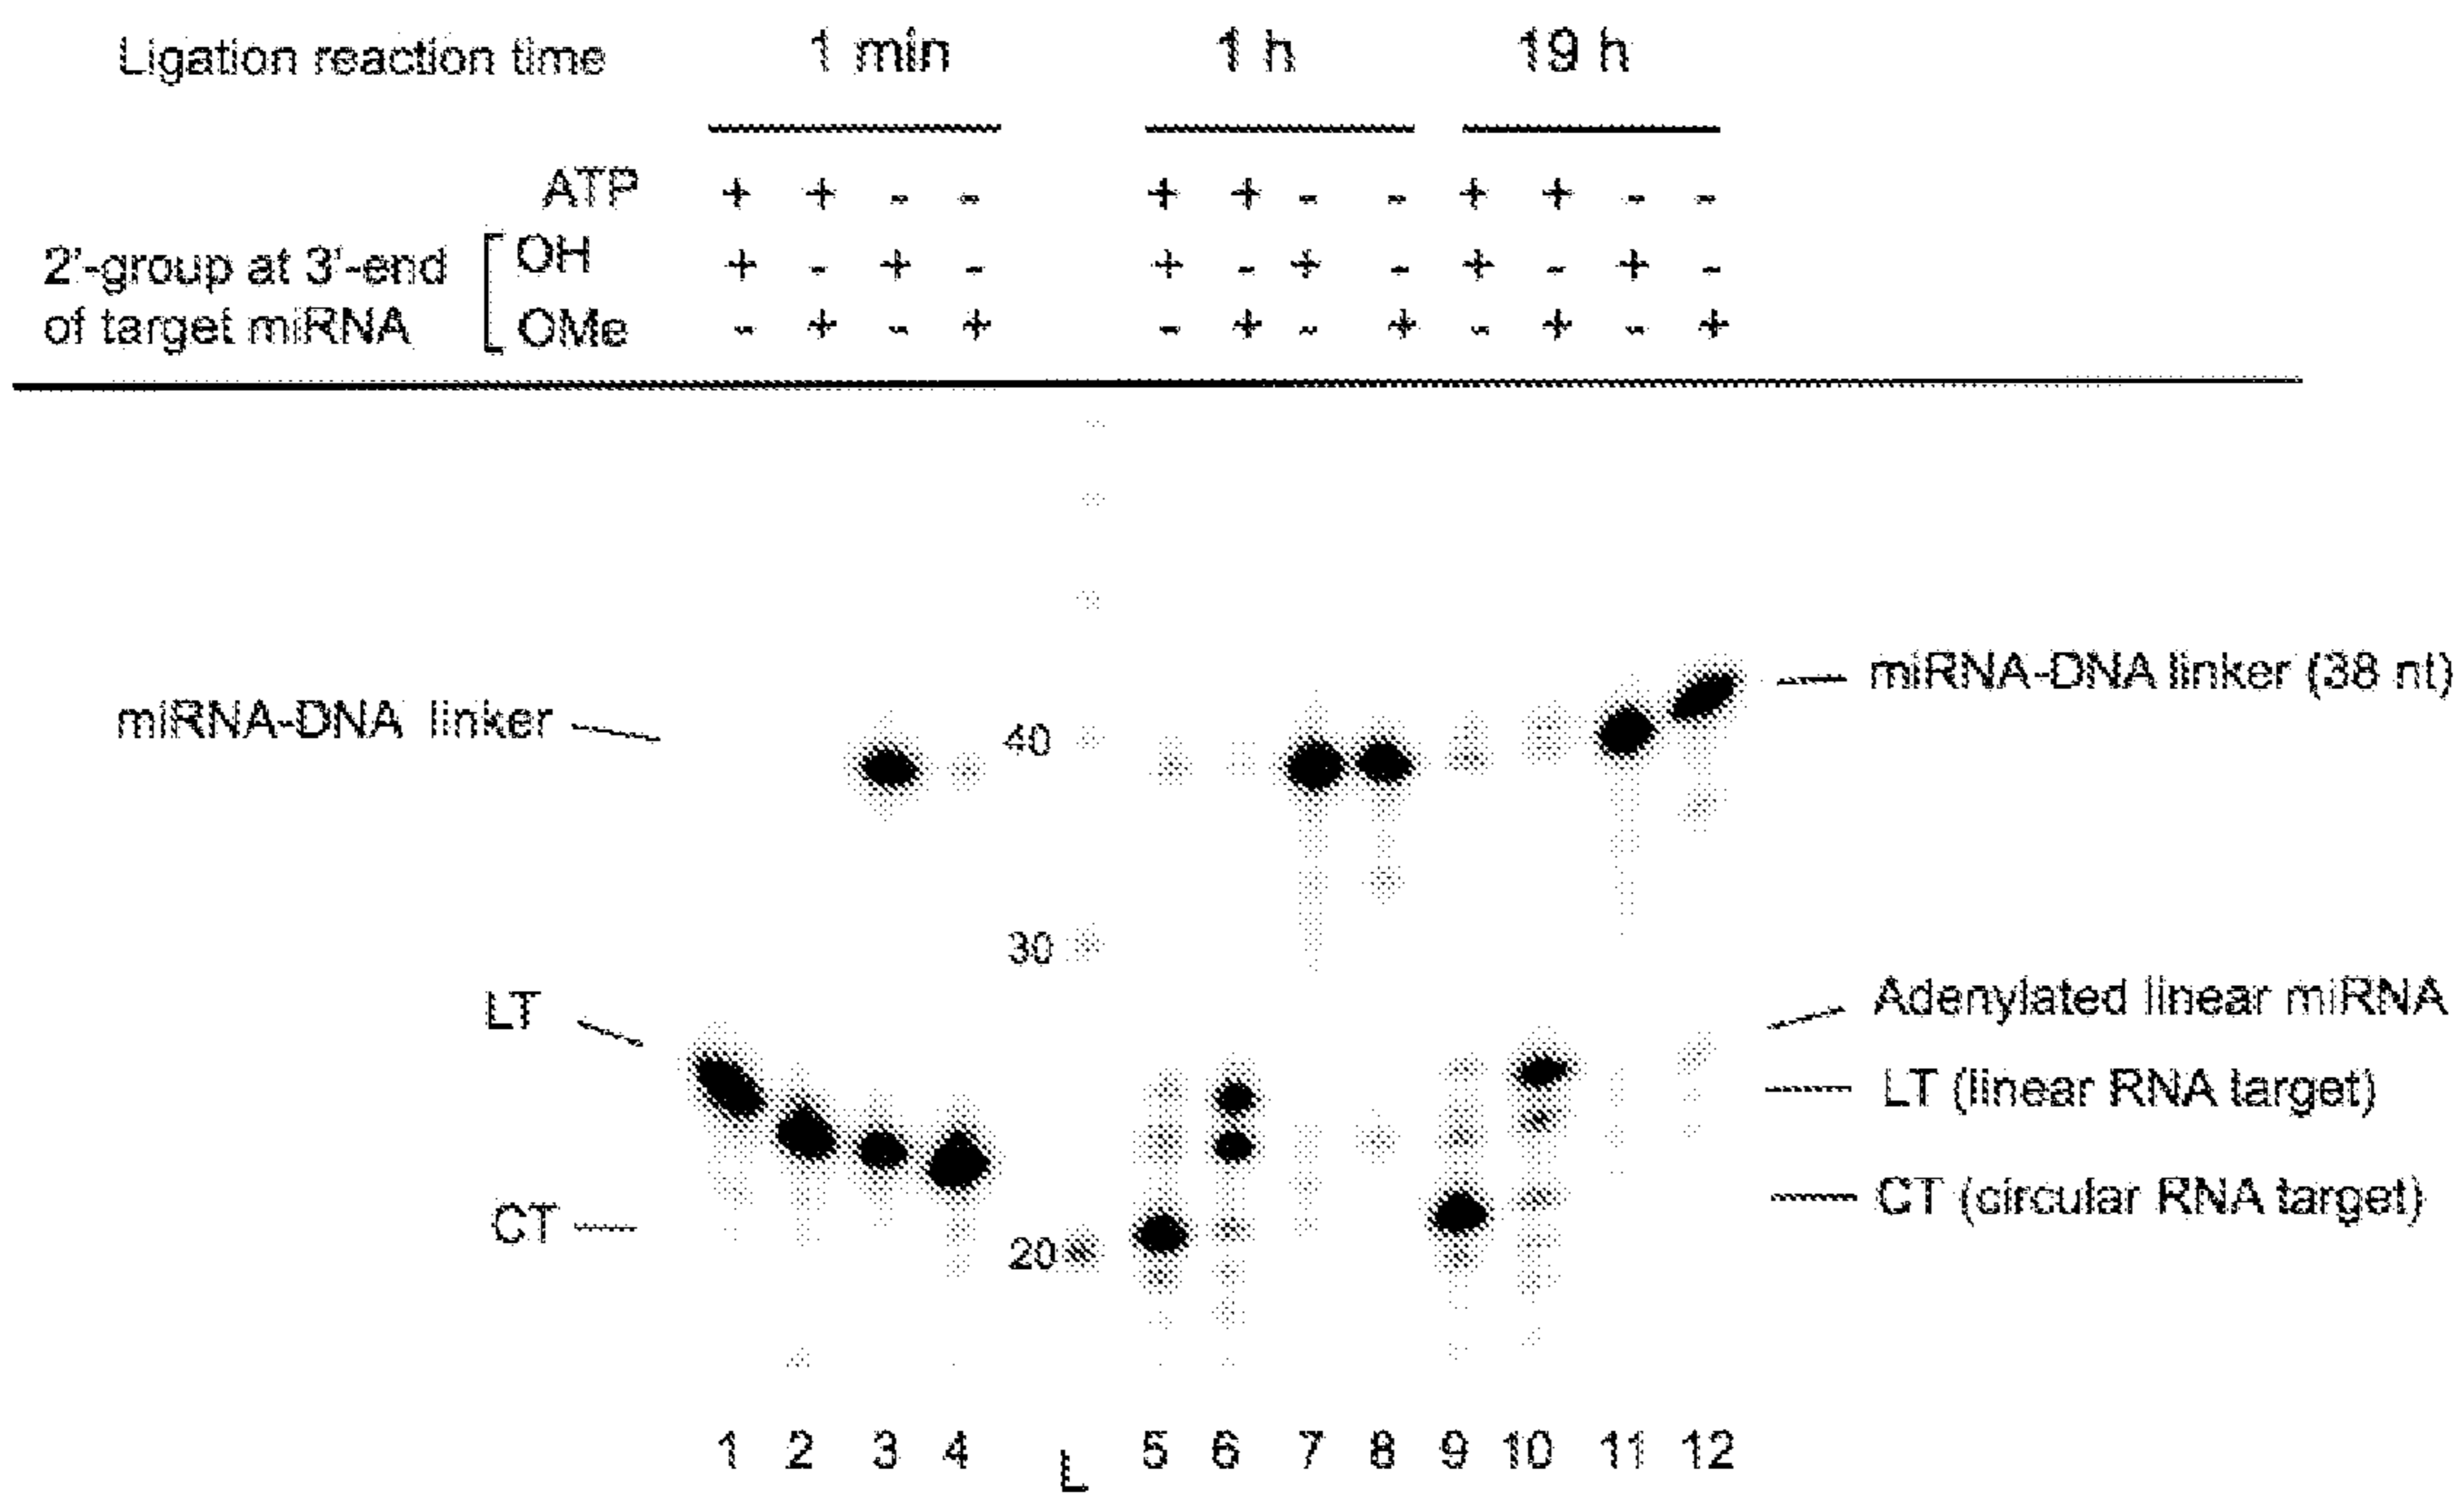 Ligation reaction time 1 min 1 h 19 h
ATP + + - - + + - - + + - -
2'-group at 3'-end [ OH + - + - + - + - + - + -
of target miRNA OMe - + - + - + - + - + - +
miRNA-DNA linker (38 nt)
miRNA-DNA linker
40
30
Adenylated linear miRNA
LT
LT (linear RNA target)
CT (circular RNA target)
CT
20
1 2 3 4 L 5 6 7 8 9 10 11 12